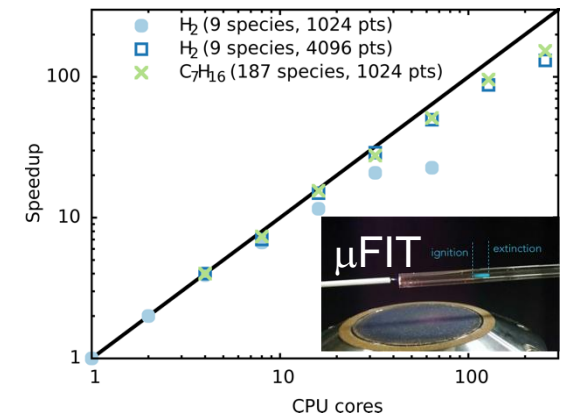 H₂ (9 species, 1024 pts)
H₂ (9 species, 4096 pts)
C₇H₁₆ (187 species, 1024 pts)
100
10
1
Speedup
μFIT
ignition
extinction
1
10
100
CPU cores